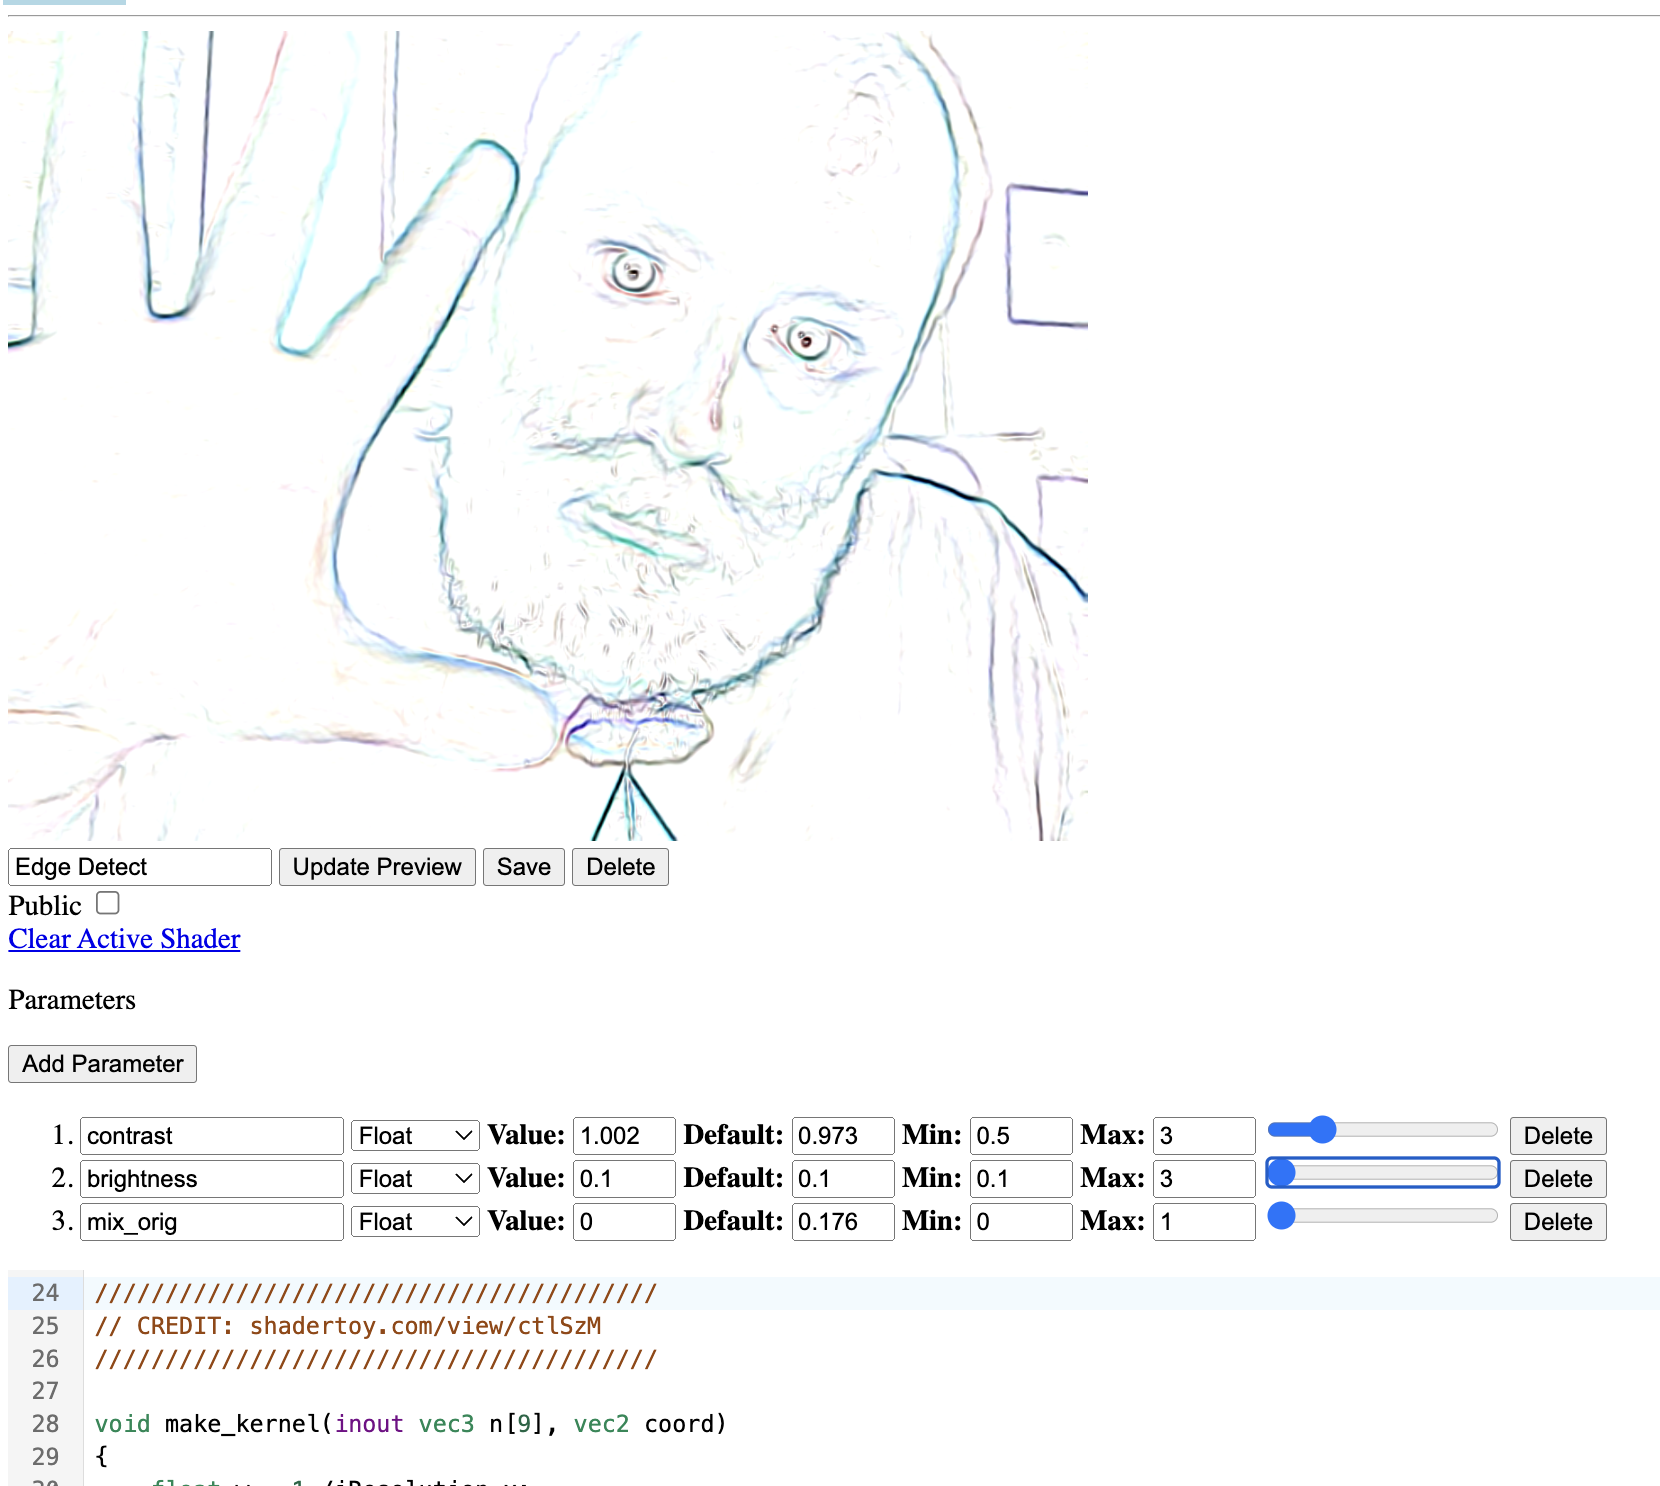 Edge Detect Update Preview Save Delete
Public
Clear Active Shader
Parameters
Add Parameter
1. contrast Float Value: 1.002 Default: 0.973 Min: 0.5 Max: 3 Delete
2. brightness Float Value: 0.1 Default: 0.1 Min: 0.1 Max: 3 Delete
3. mix_orig Float Value: 0 Default: 0.176 Min: 0 Max: 1 Delete
24 ////////////////////////////////////////
25 // CREDIT: shadertoy.com/view/ctlSzM
26 ////////////////////////////////////////
27
28 void make_kernel(inout vec3 n[9], vec2 coord)
29 {